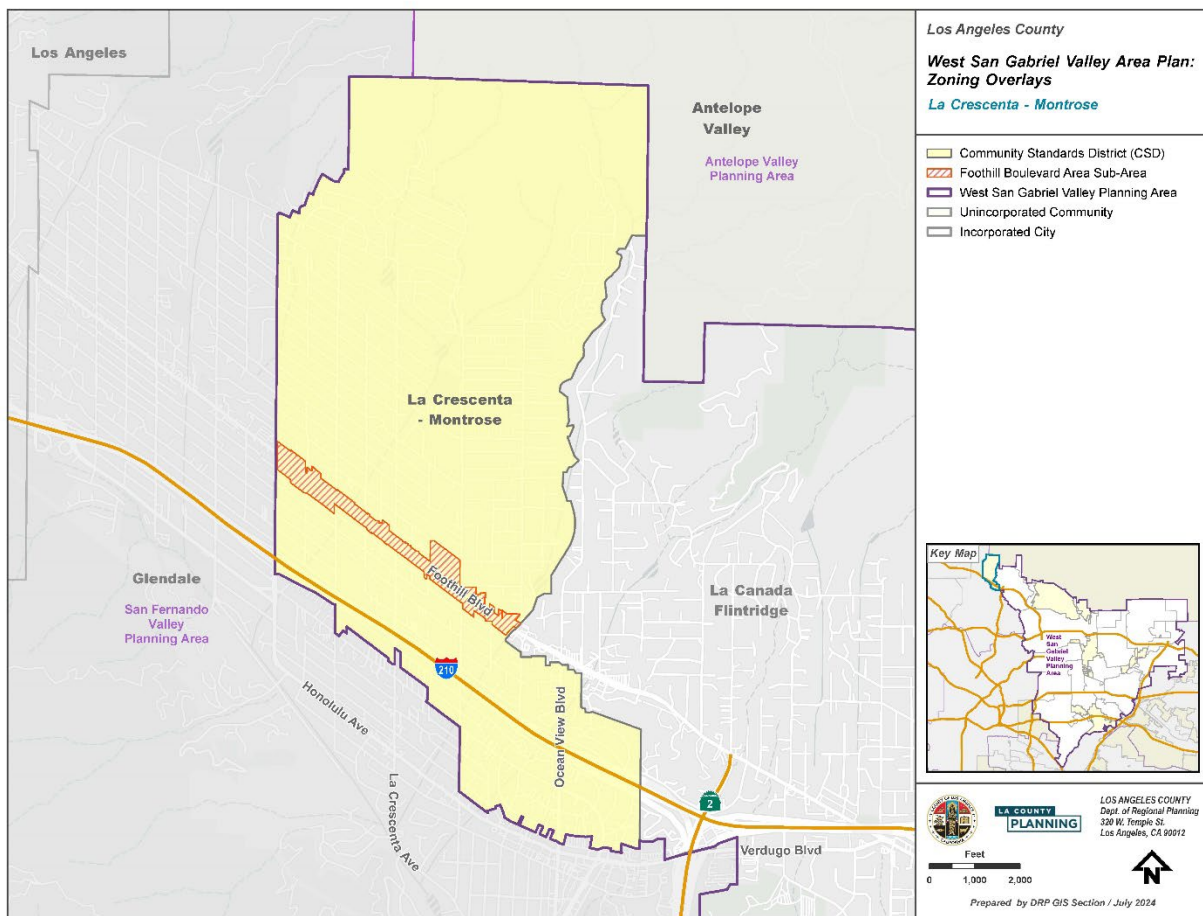 Los Angeles
Antelope
Valley
Antelope Valley
Planning Area
La Crescenta
- Montrose
Foothill Blvd
Glendale
San Fernando
Valley
Planning Area
La Canada
Flintridge
210
Ocean View Blvd
Honolulu Ave
La Crescenta Ave
2
Verdugo Blvd
Los Angeles County
West San Gabriel Valley Area Plan:
Zoning Overlays
La Crescenta - Montrose
Community Standards District (CSD)
Foothill Boulevard Area Sub-Area
West San Gabriel Valley Planning Area
Unincorporated Community
Incorporated City
Key Map
West
San
Gabriel
Valley
Planning
Area
LA COUNTY
PLANNING
LOS ANGELES COUNTY
Dept. of Regional Planning
320 W. Temple St.
Los Angeles, CA 90012
Feet
0 1,000 2,000
N
Prepared by DRP GIS Section / July 2024